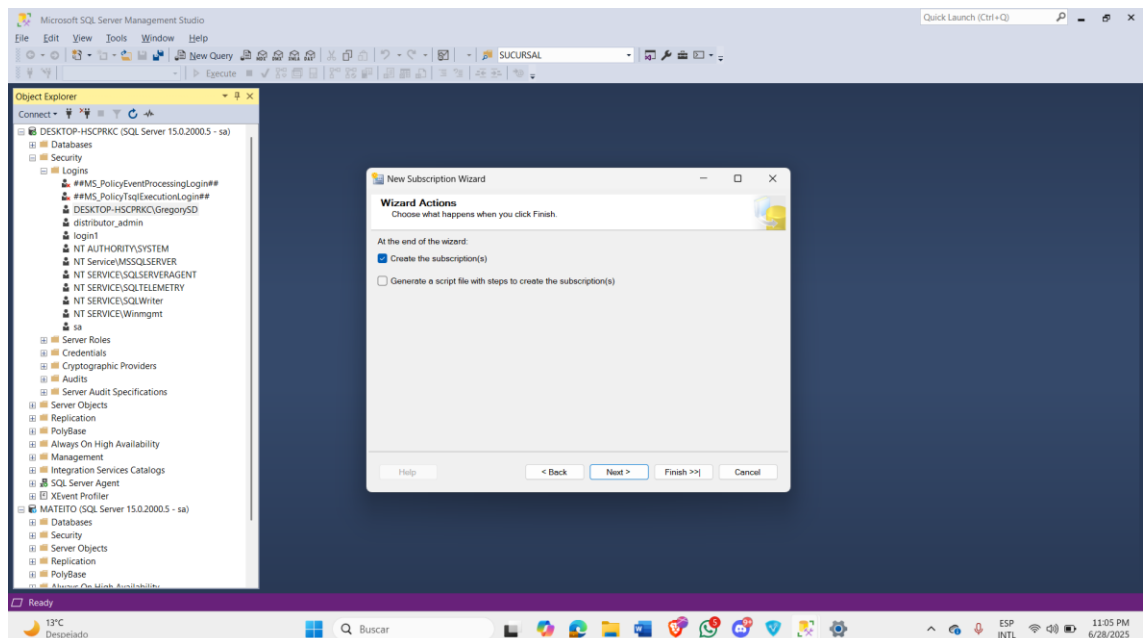 Microsoft SQL Server Management Studio
Quick Launch (Ctrl+Q)
File Edit View Tools Window Help
New Query
SUCURSAL
Execute
Object Explorer
Connect
DESKTOP-HSCPRKC (SQL Server 15.0.2000.5 - sa)
Databases
Security
Logins
##MS_PolicyEventProcessingLogin##
##MS_PolicyTsqlExecutionLogin##
DESKTOP-HSCPRKC\GregorySD
distributor_admin
login1
NT AUTHORITY\SYSTEM
NT Service\MSSQLSERVER
NT SERVICE\SQLSERVERAGENT
NT SERVICE\SQLTELEMETRY
NT SERVICE\SQLWriter
NT SERVICE\Winmgmt
sa
Server Roles
Credentials
Cryptographic Providers
Audits
Server Audit Specifications
Server Objects
Replication
PolyBase
Always On High Availability
Management
Integration Services Catalogs
SQL Server Agent
XEvent Profiler
MATEITO (SQL Server 15.0.2000.5 - sa)
Databases
Security
Server Objects
Replication
PolyBase
Always On High Availability
New Subscription Wizard
Wizard Actions
Choose what happens when you click Finish.
At the end of the wizard:
Create the subscription(s)
Generate a script file with steps to create the subscription(s)
Help < Back Next > Finish >>| Cancel
Ready
13°C
Despejado
Buscar
ESP
INTL
11:05 PM
6/28/2025